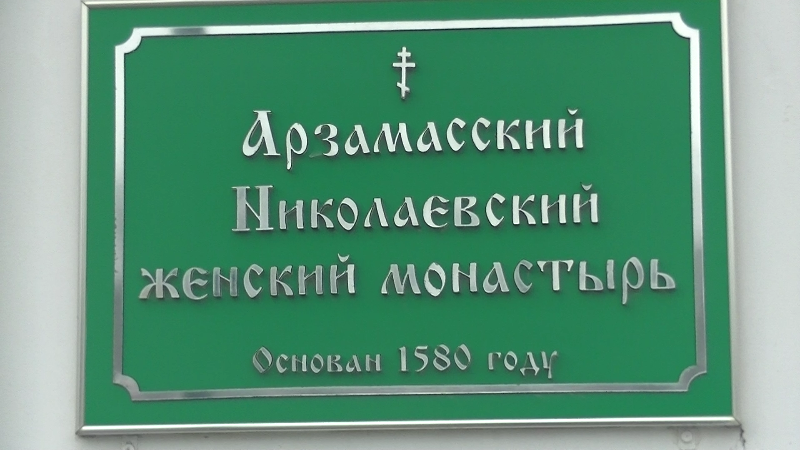 Арзамасский
Николаевский
женский монастырь
Основан 1580 году